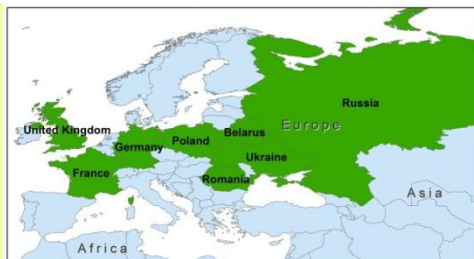 Russia
United Kingdom
Belarus
Europe
Poland
Germany
Ukraine
France
Romania
Asia
Africa